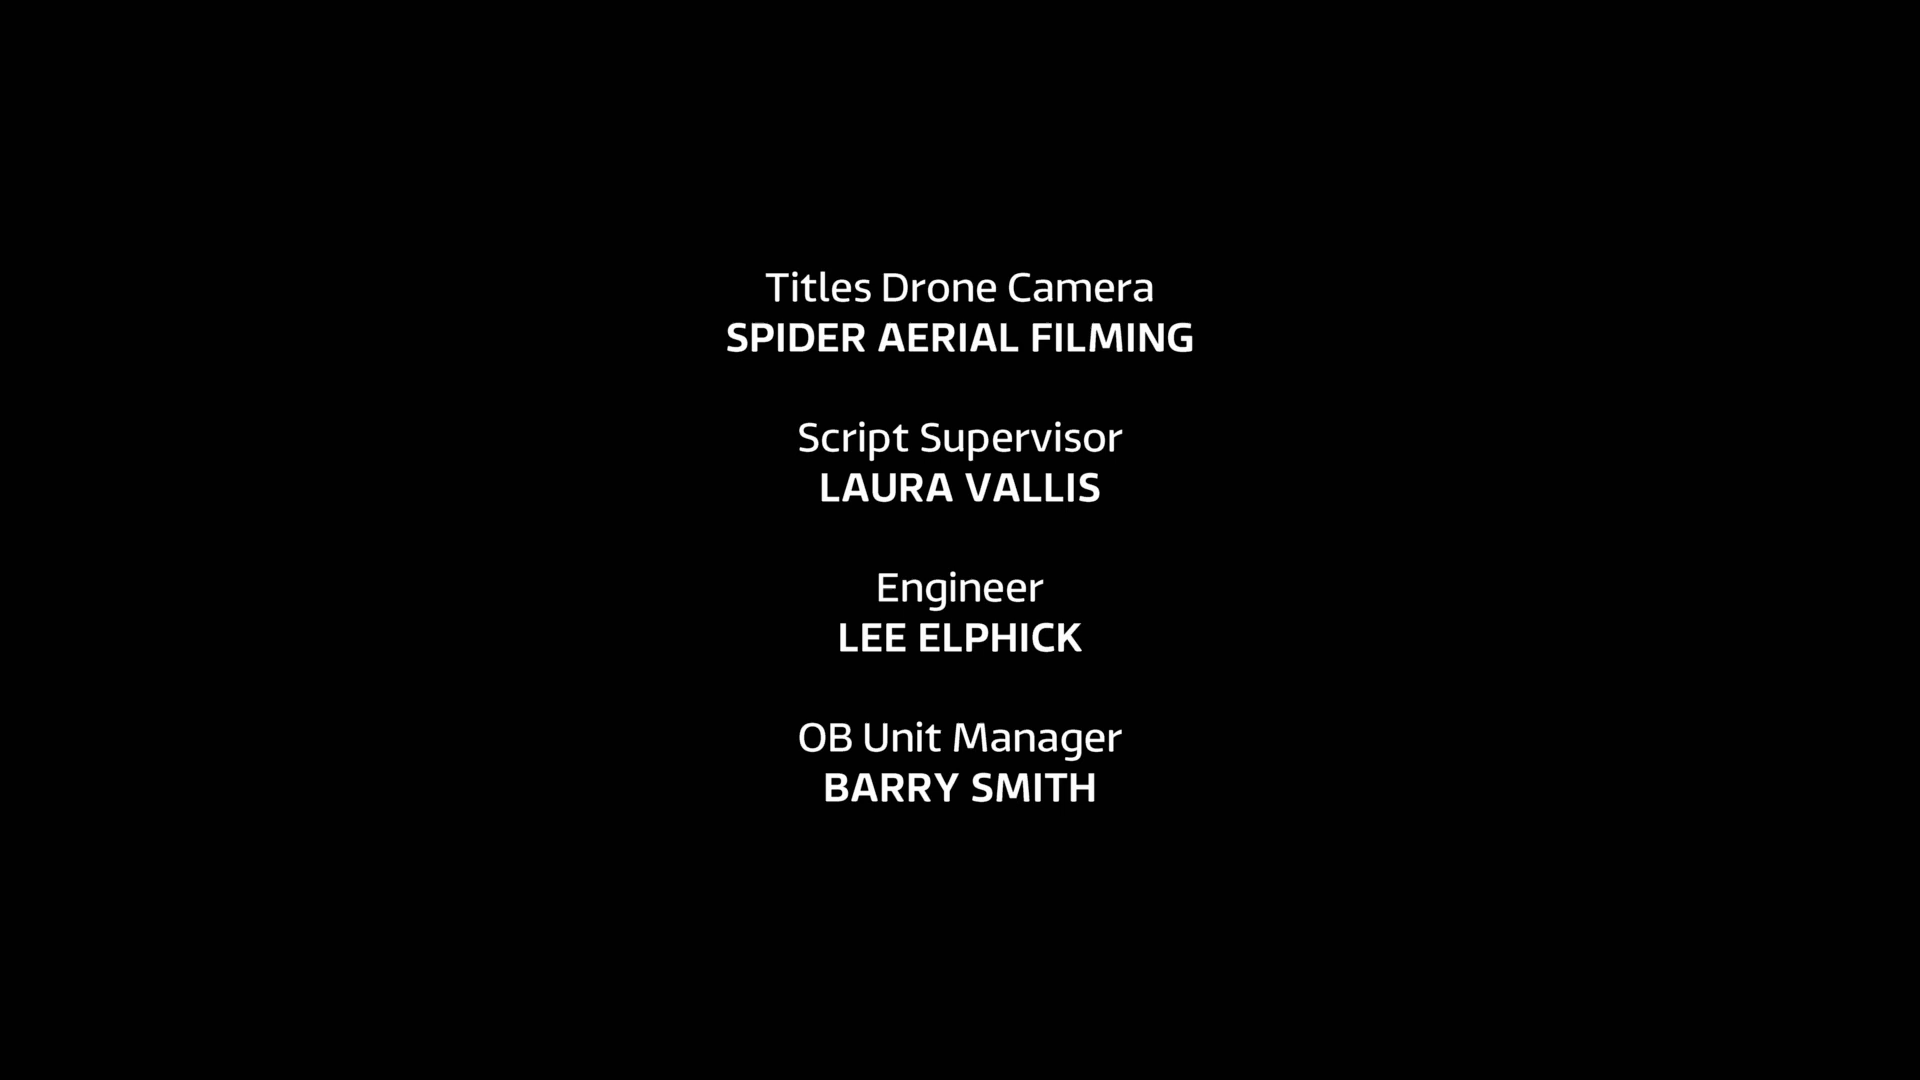 Titles Drone Camera
SPIDER AERIAL FILMING
Script Supervisor
LAURA VALLIS
Engineer
LEE ELPHICK
OB Unit Manager
BARRY SMITH